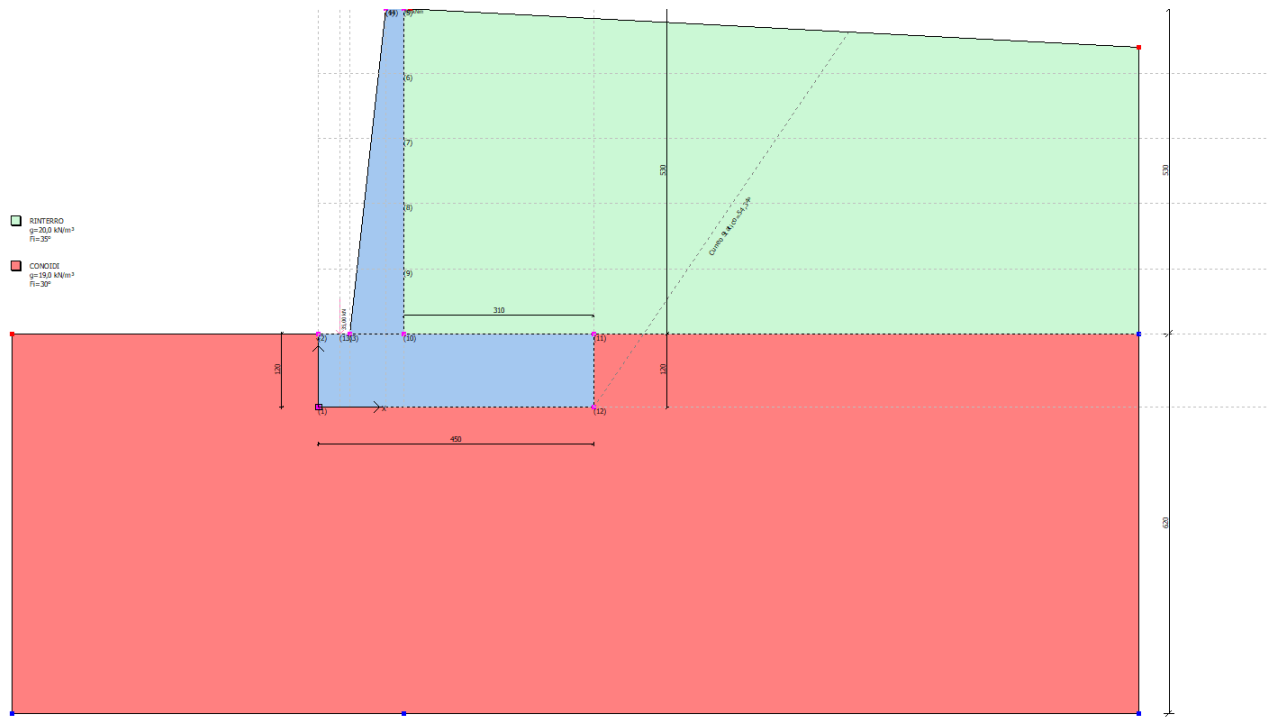 (5)
(6)
(7)
530
530
(8)
RINTERRO
g=20,0 kN/m³
Fi=35°
CONOIDI
g=19,0 kN/m³
Fi=30°
(9)
310
(2)
(13)
(3)
(10)
(11)
120
120
x
(1)
(12)
450
620